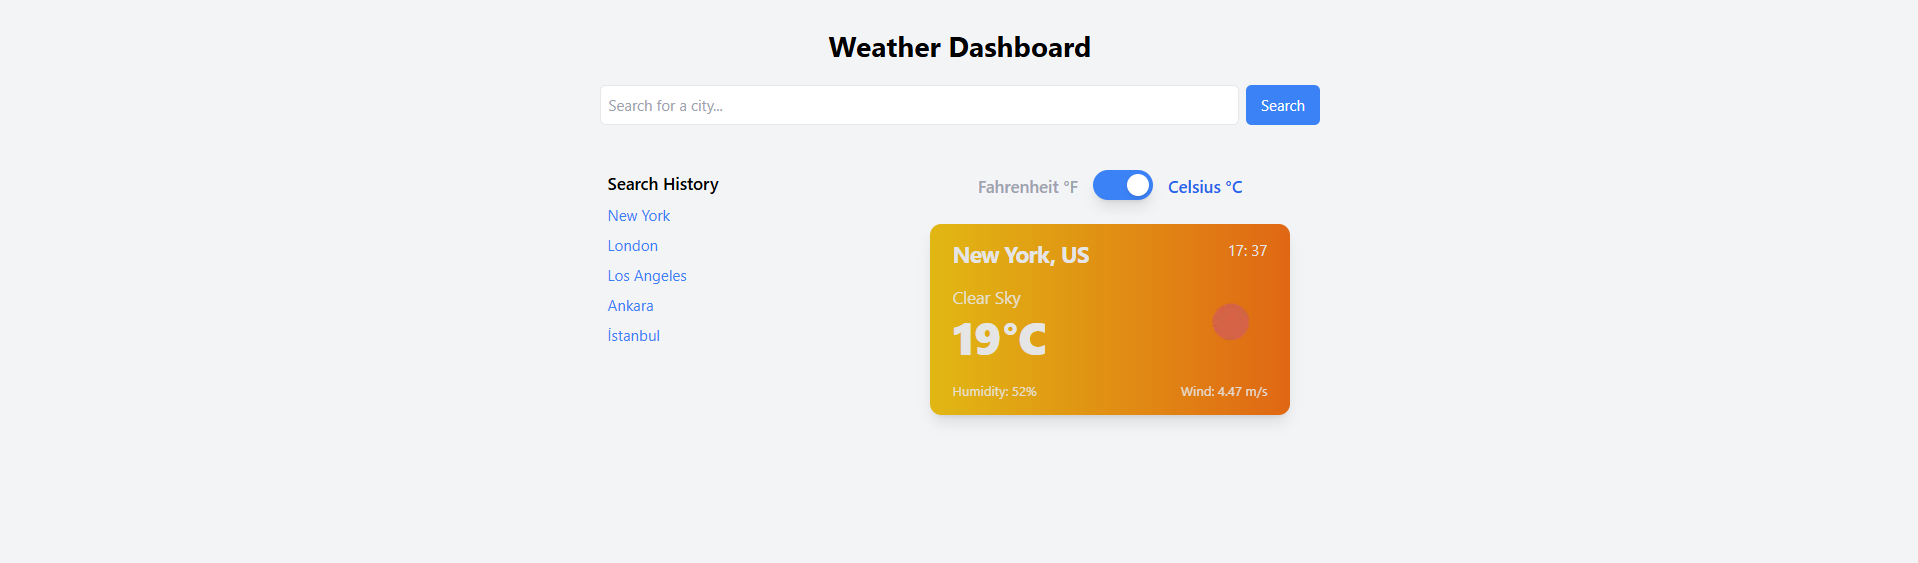 Weather Dashboard
Search for a city...
Search
Search History
New York
London
Los Angeles
Ankara
İstanbul
Fahrenheit °F
Celsius °C
New York, US
17: 37
Clear Sky
19°C
Humidity: 52%
Wind: 4.47 m/s